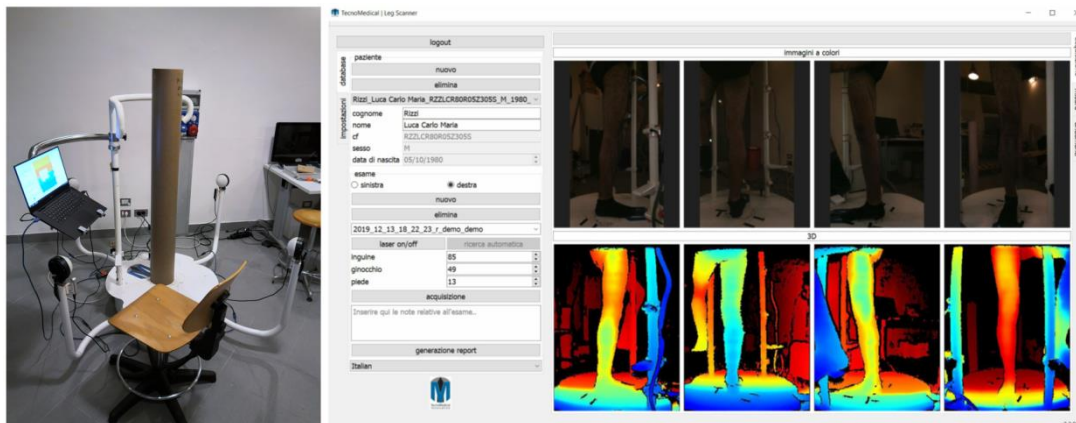 TecnoMedical | Leg Scanner
logout
database
impostazioni
paziente
nuovo
elimina
Rizzi_Luca Carlo Maria_RZZLCR80R05Z305S_M_1980_
cognome Rizzi
nome Luca Carlo Maria
cf RZZLCR80R05Z305S
sesso M
data di nascita 05/10/1980
esame
sinistra destra
nuovo
elimina
2019_12_13_18_22_23_r_demo_demo
laser on/off ricerca automatica
inguine 85
ginocchio 49
piede 13
acquisizione
Inserire qui le note relative all'esame..
generazione report
Italian
immagini a colori
3D